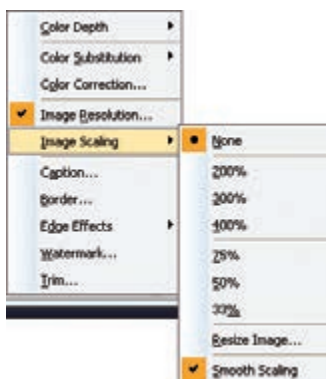 Color Depth
Color Substitution
Color Correction...
Image Resolution...
Image Scaling
Caption...
Border...
Edge Effects
Watermark...
Trim...
None
200%
300%
400%
75%
50%
33%
Resize Image...
Smooth Scaling